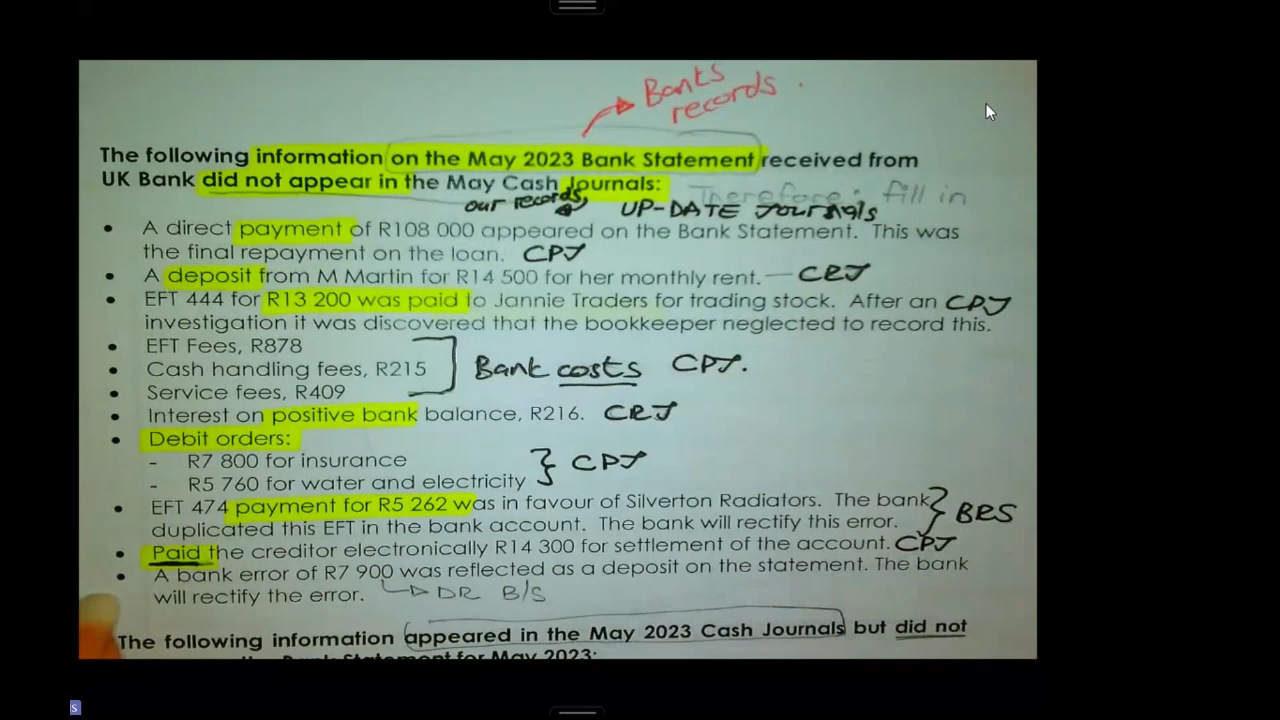 Banks
records.
The following information on the May 2023 Bank Statement received from
UK Bank did not appear in the May Cash Journals: Therefore: fill in
our records UP-DATE Journals
• A direct payment of R108 000 appeared on the Bank Statement. This was
the final repayment on the loan. CPJ
• A deposit from M Martin for R14 500 for her monthly rent. — CRJ
• EFT 444 for R13 200 was paid to Jannie Traders for trading stock. After an CPJ
investigation it was discovered that the bookkeeper neglected to record this.
• EFT Fees, R878
• Cash handling fees, R215 Bank costs CPJ.
• Service fees, R409
• Interest on positive bank balance, R216. CRJ
• Debit orders:
- R7 800 for insurance CPJ
- R5 760 for water and electricity
• EFT 474 payment for R5 262 was in favour of Silverton Radiators. The bank BRS
duplicated this EFT in the bank account. The bank will rectify this error.
• Paid the creditor electronically R14 300 for settlement of the account. CPJ
• A bank error of R7 900 was reflected as a deposit on the statement. The bank
will rectify the error. DR B/S
The following information appeared in the May 2023 Cash Journals but did not
the Bank Statement for May 2023:
s